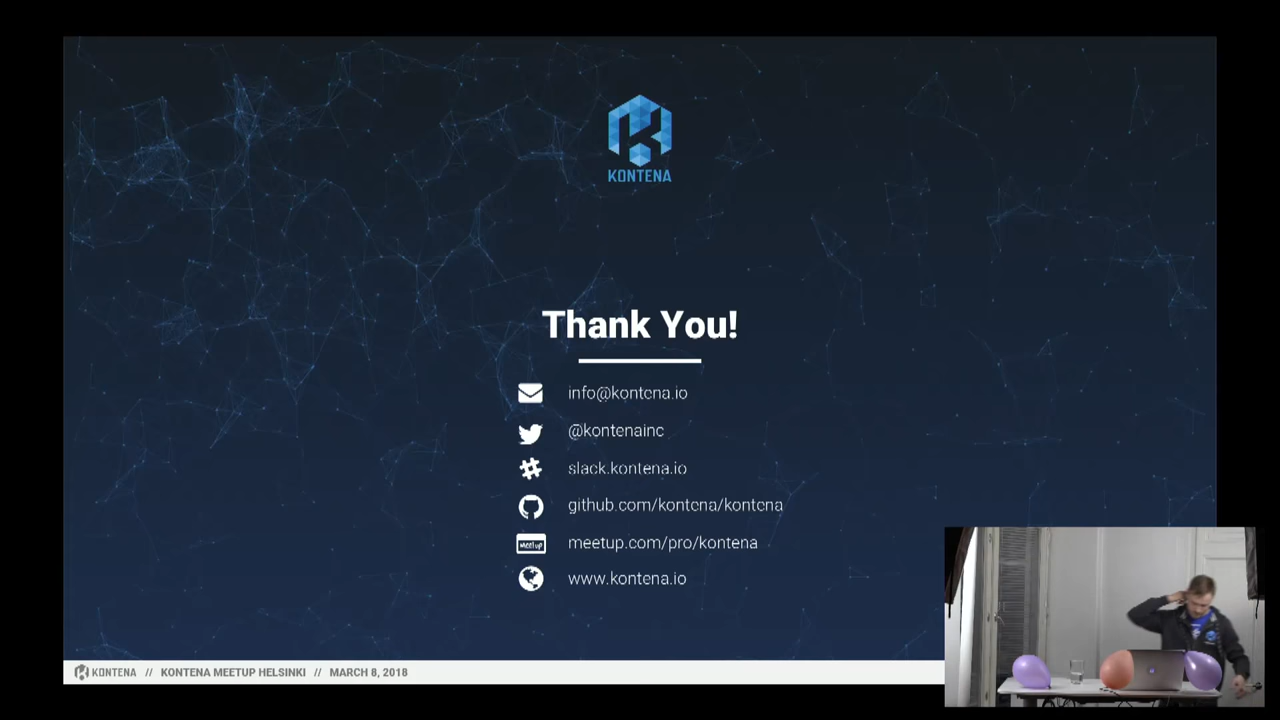 KONTENA
Thank You!
info@kontena.io
@kontenainc
slack.kontena.io
github.com/kontena/kontena
meetup
meetup.com/pro/kontena
www.kontena.io
KONTENA // KONTENA MEETUP HELSINKI // MARCH 8, 2018